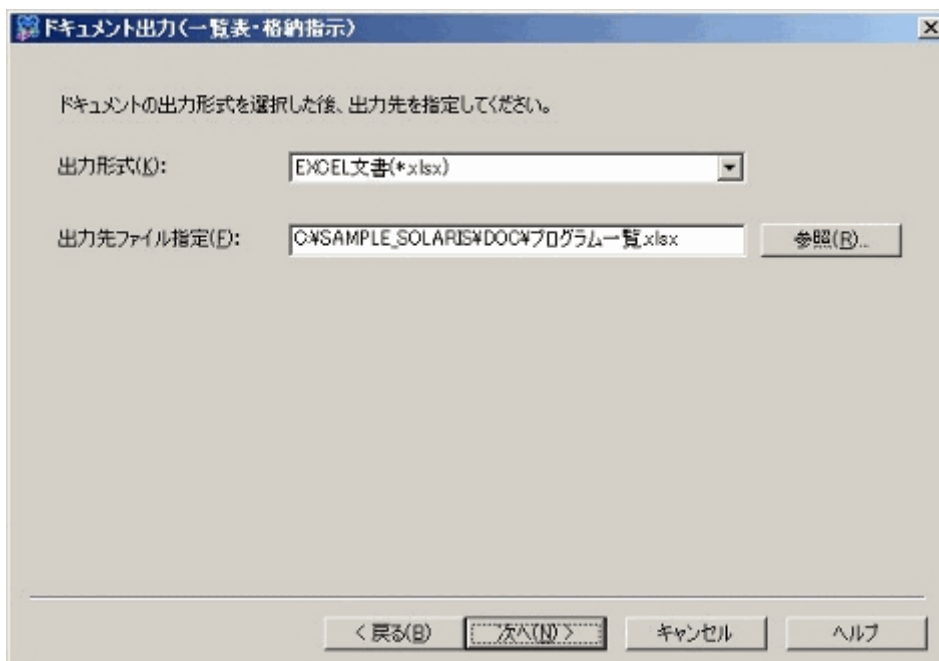 ドキュメント出力(一覧表・格納指示)
ドキュメントの出力形式を選択した後、出力先を指定してください。
出力形式(K): EXCEL文書(*.xlsx)
出力先ファイル指定(F): C:¥SAMPLE_SOLARIS¥DOC¥プログラム一覧.xlsx 参照(R)...
< 戻る(B) 次へ(N) > キャンセル ヘルプ